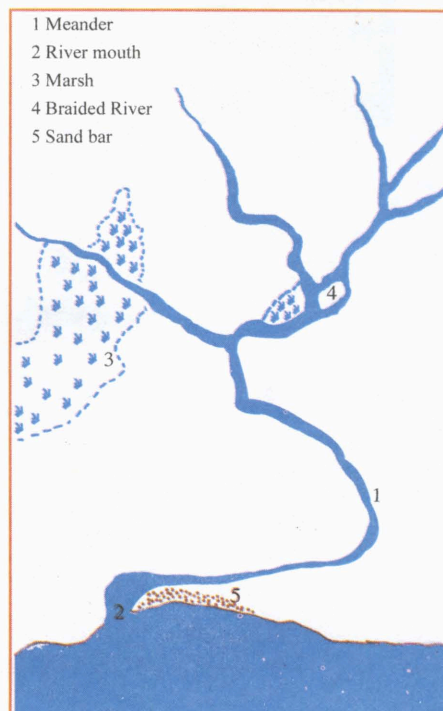 1 Meander
2 River mouth
3 Marsh
4 Braided River
5 Sand bar
4
3
1
5
2